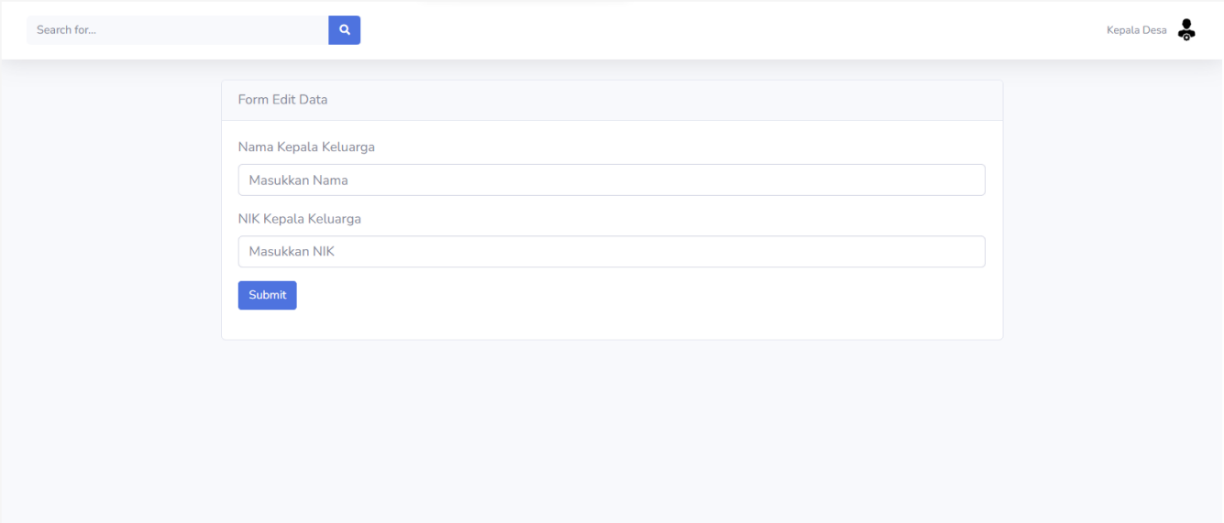 Search for...
Kepala Desa
Form Edit Data
Nama Kepala Keluarga
Masukkan Nama
NIK Kepala Keluarga
Masukkan NIK
Submit